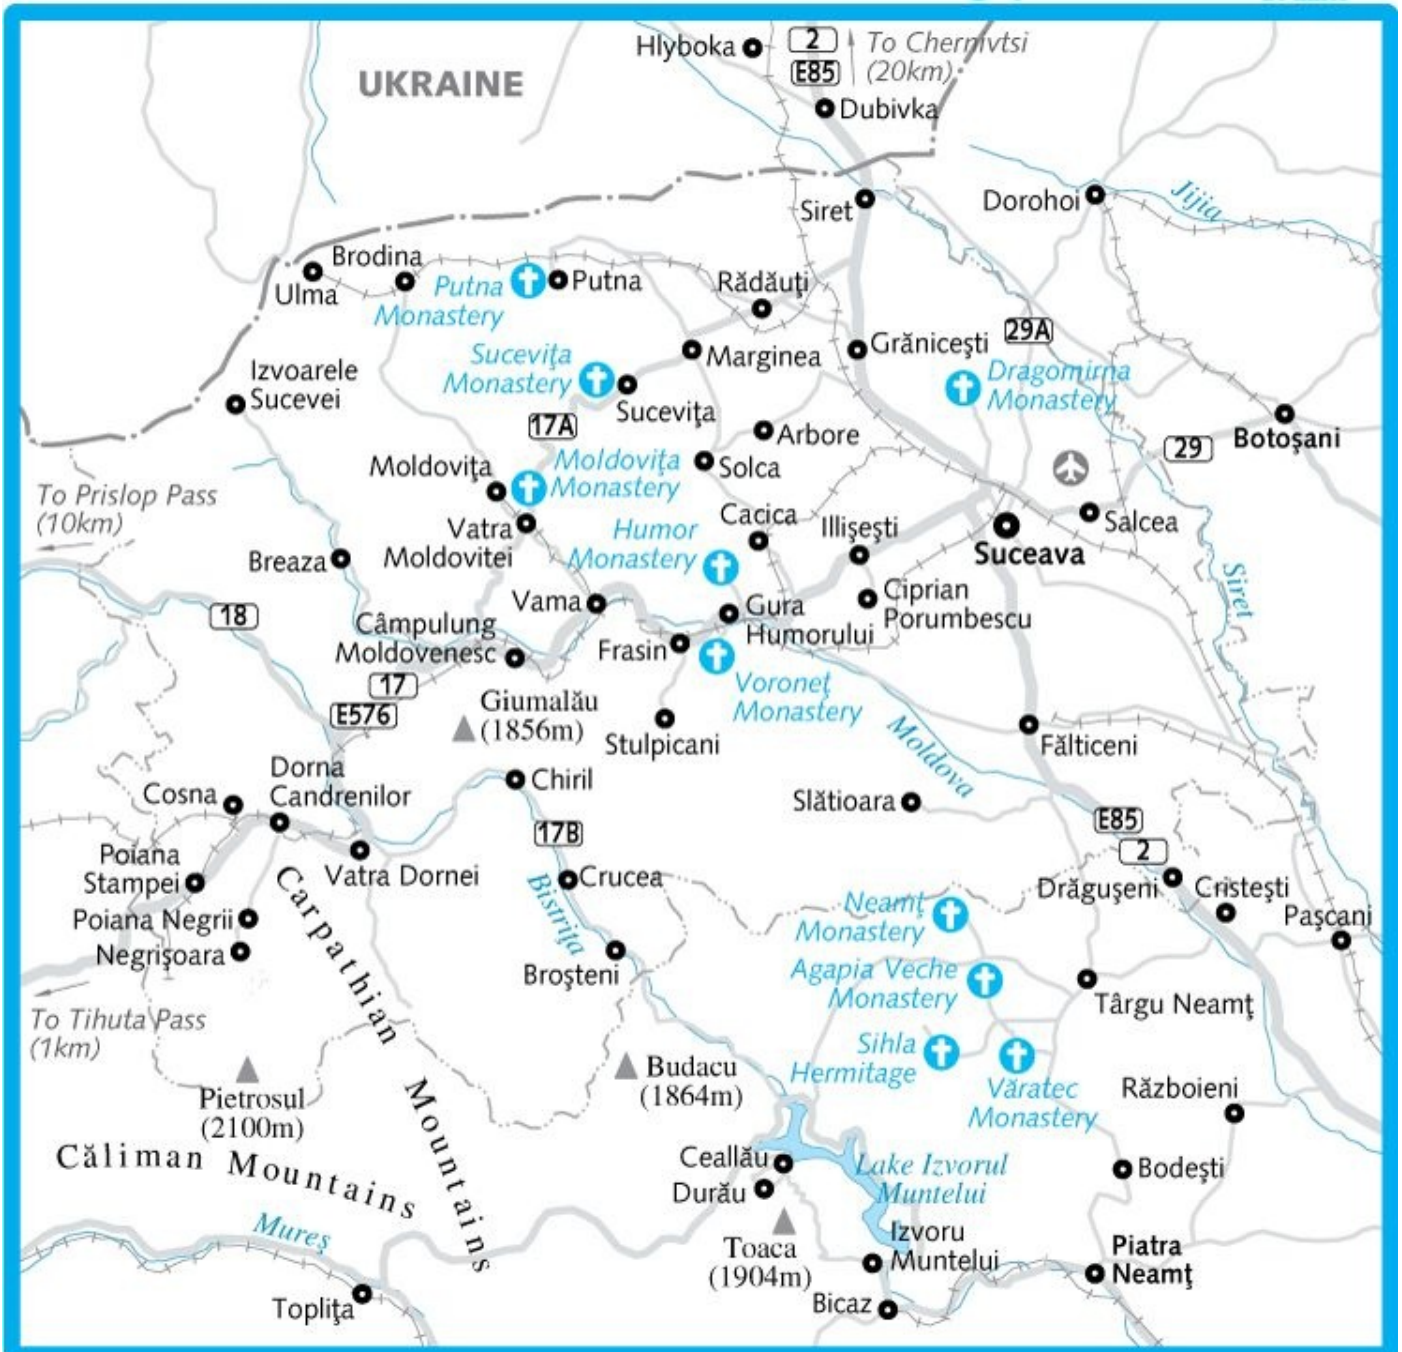 Hlyboka
2
E85
To Chernivtsi
(20km)
UKRAINE
Dubivka
Siret
Dorohoi
Jijia
Brodina
Ulma
Putna
Monastery
Putna
Rădăuţi
29A
Suceviţa
Monastery
Marginea
Grăniceşti
Dragomirna
Monastery
Izvoarele
Sucevei
Suceviţa
17A
Arbore
Botoşani
29
Moldoviţa
Moldoviţa
Monastery
Solca
To Prislop Pass
(10km)
Vatra
Moldovitei
Humor
Monastery
Cacica
Illişeşti
Salcea
Suceava
Breaza
Siret
18
Vama
Gura
Humorului
Ciprian
Porumbescu
Câmpulung
Moldovenesc
Frasin
17
E576
Giumalău
(1856m)
Voroneţ
Monastery
Stulpicani
Moldova
Fălticeni
Dorna
Candrenilor
Cosna
Chiril
Slătioara
17B
E85
2
Poiana
Stampei
Vatra Dornei
Crucea
Drăguşeni
Cristeşti
Paşcani
Poiana Negrii
Negrişoara
Carpathian Mountains
Bistriţa
Broşteni
Neamţ
Monastery
Agapia Veche
Monastery
Târgu Neamţ
To Tihuta Pass
(1km)
Sihla
Hermitage
Văratec
Monastery
Budacu
(1864m)
Războieni
Pietrosul
(2100m)
Căliman Mountains
Ceallău
Durău
Lake Izvorul
Muntelui
Bodeşti
Mureş
Toaca
(1904m)
Izvoru
Muntelui
Piatra
Neamţ
Topliţa
Bicaz